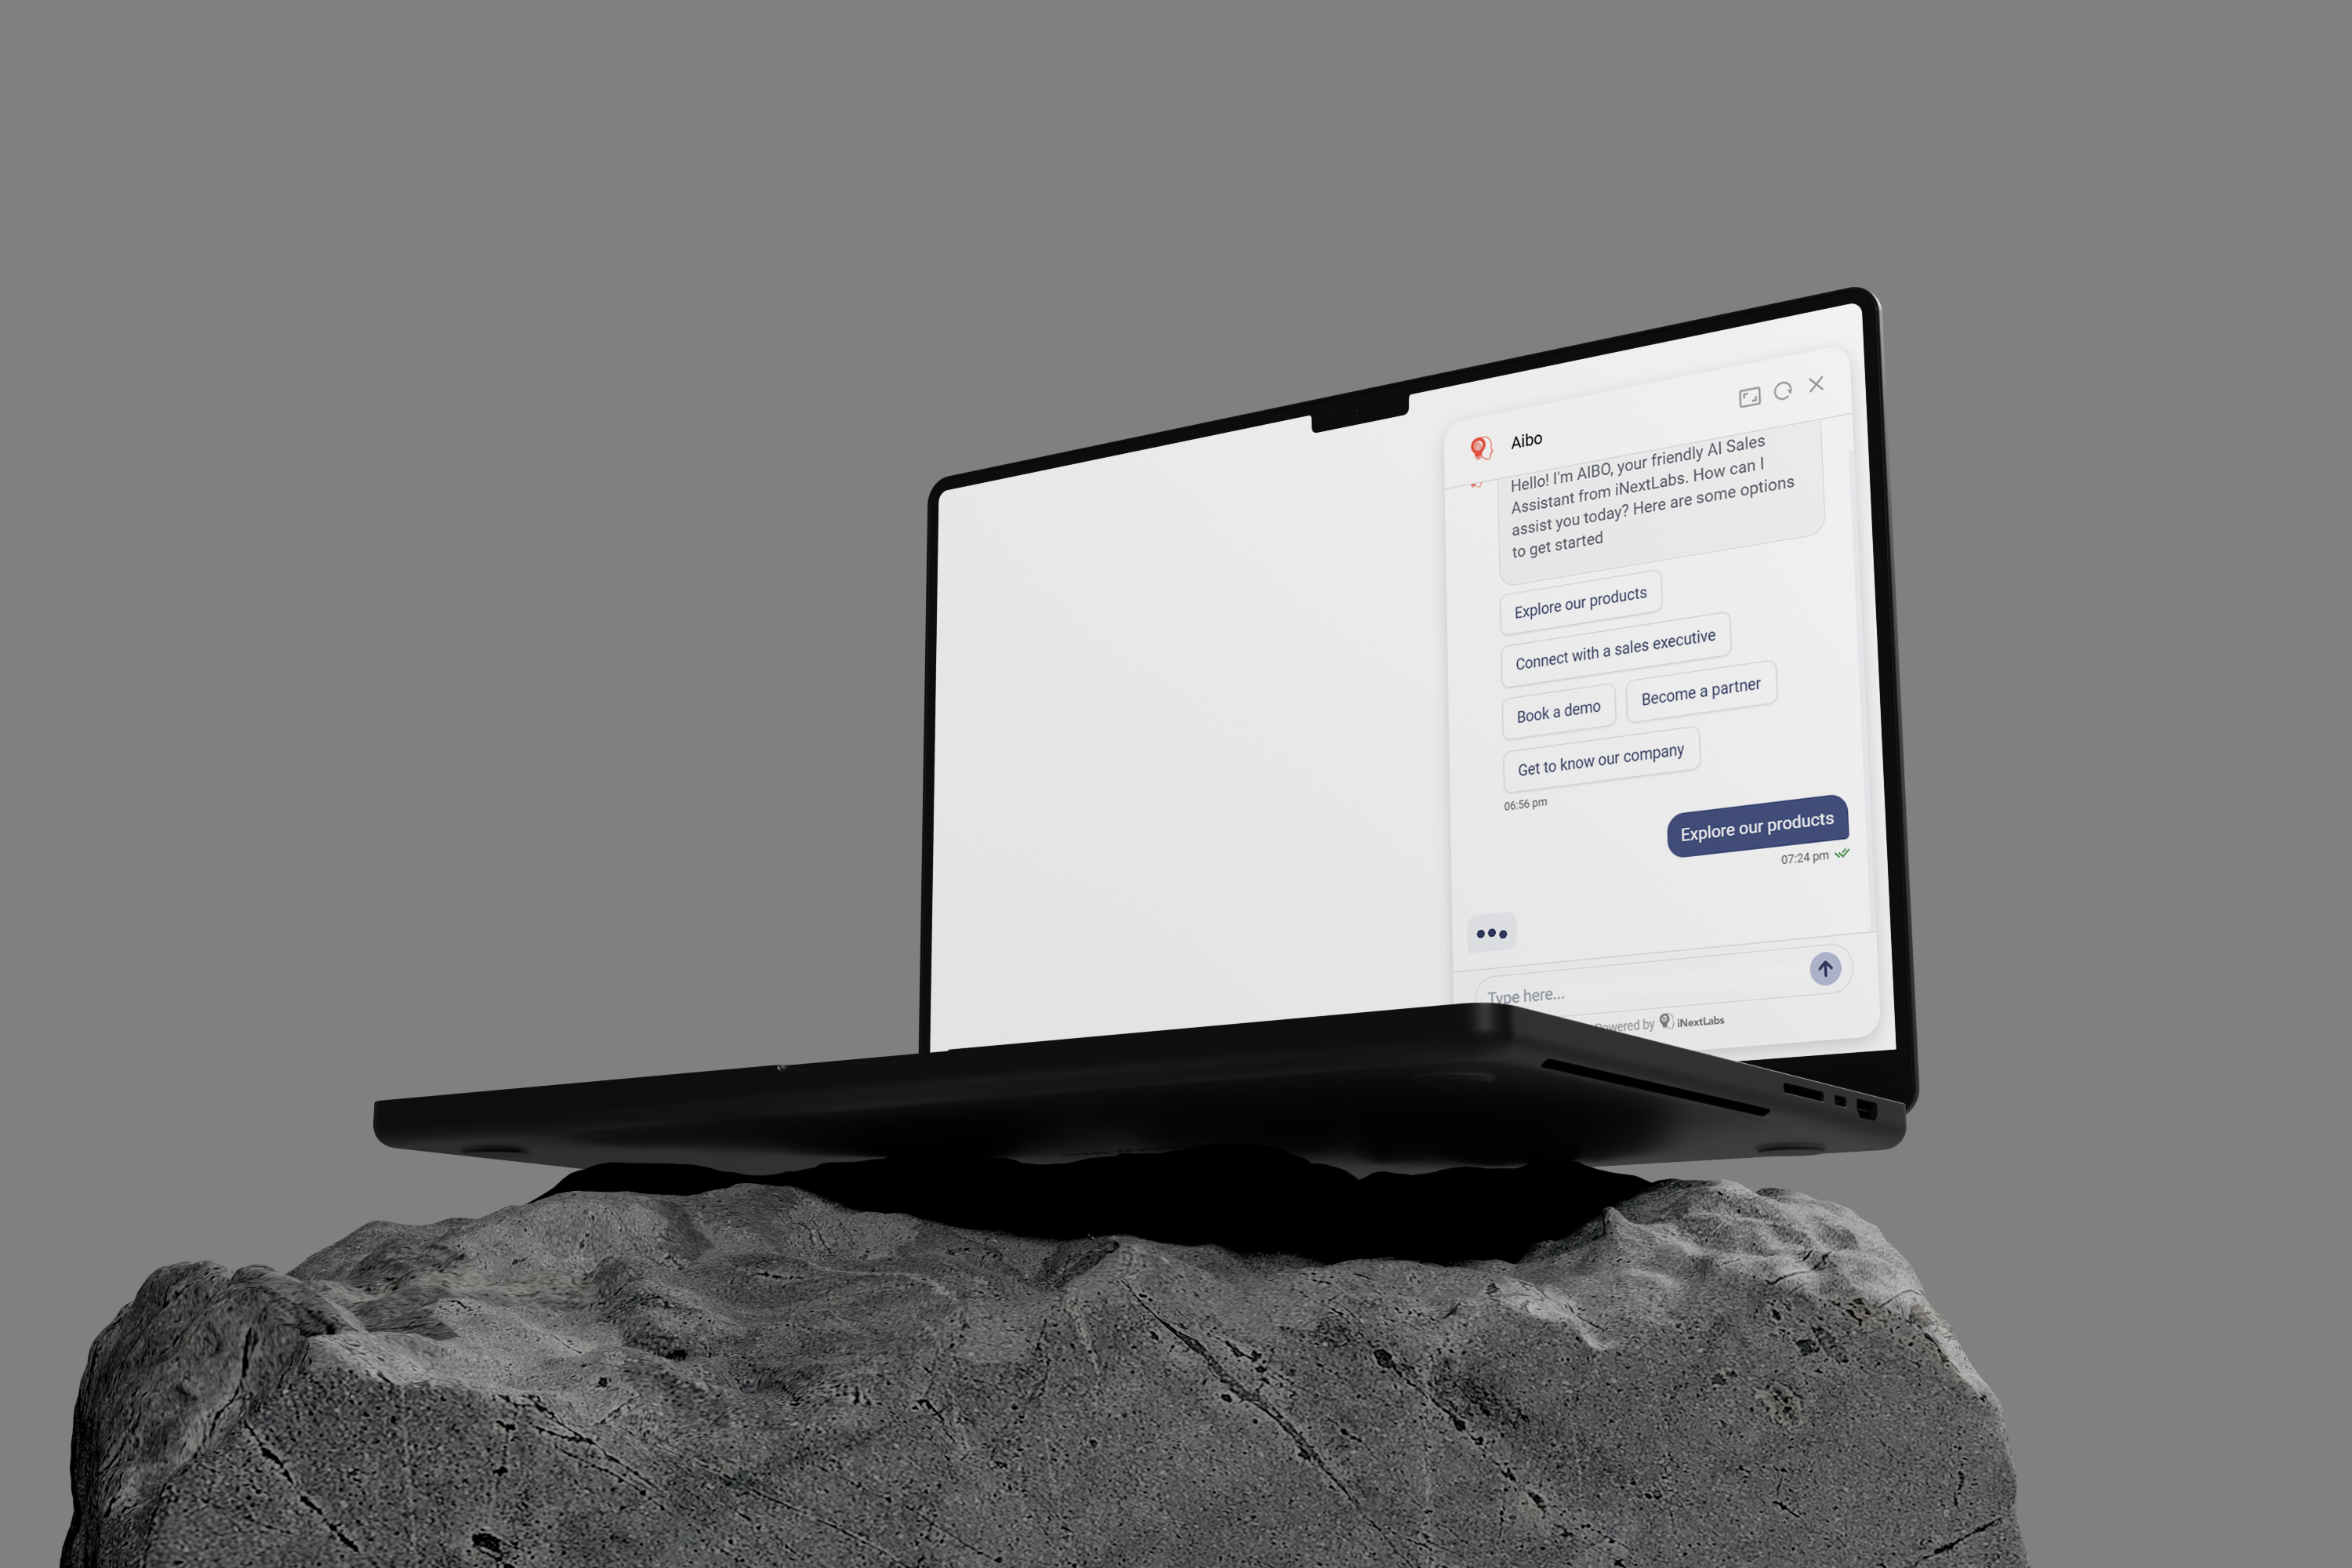 Aibo
Hello! I'm AIBO, your friendly AI Sales
Assistant from iNextLabs. How can I
assist you today? Here are some options
to get started
Explore our products
Connect with a sales executive
Book a demo
Become a partner
Get to know our company
06:56 pm
Explore our products
07:24 pm
Type here...
Powered by iNextLabs